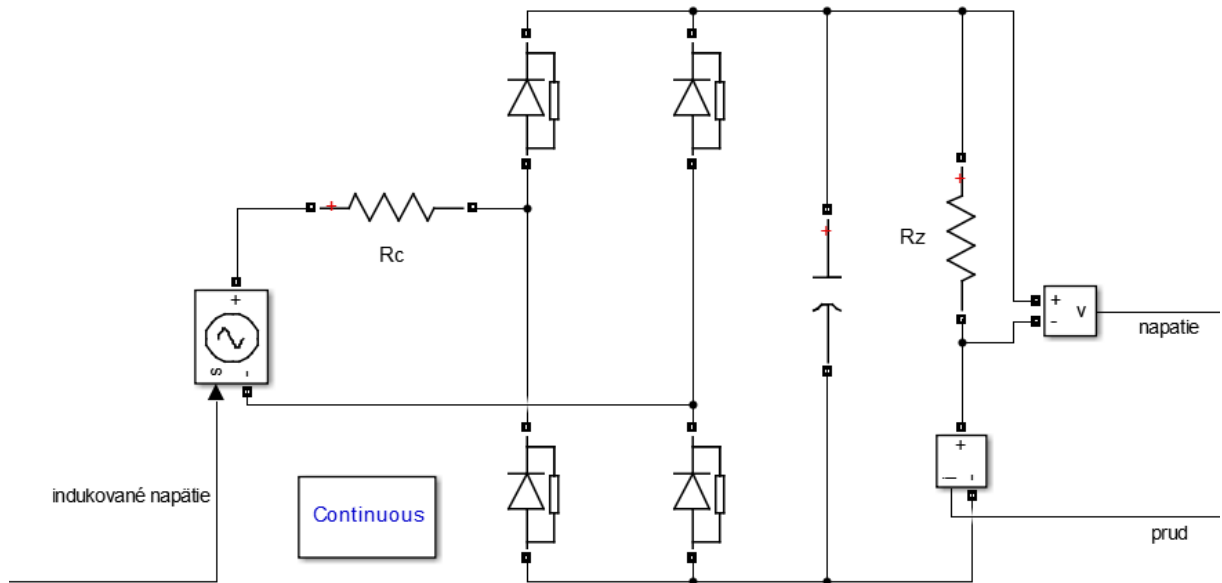 Rc
Rz
+
-
v
napatie
+
s
-
indukované napätie
Continuous
+
i
-
prud